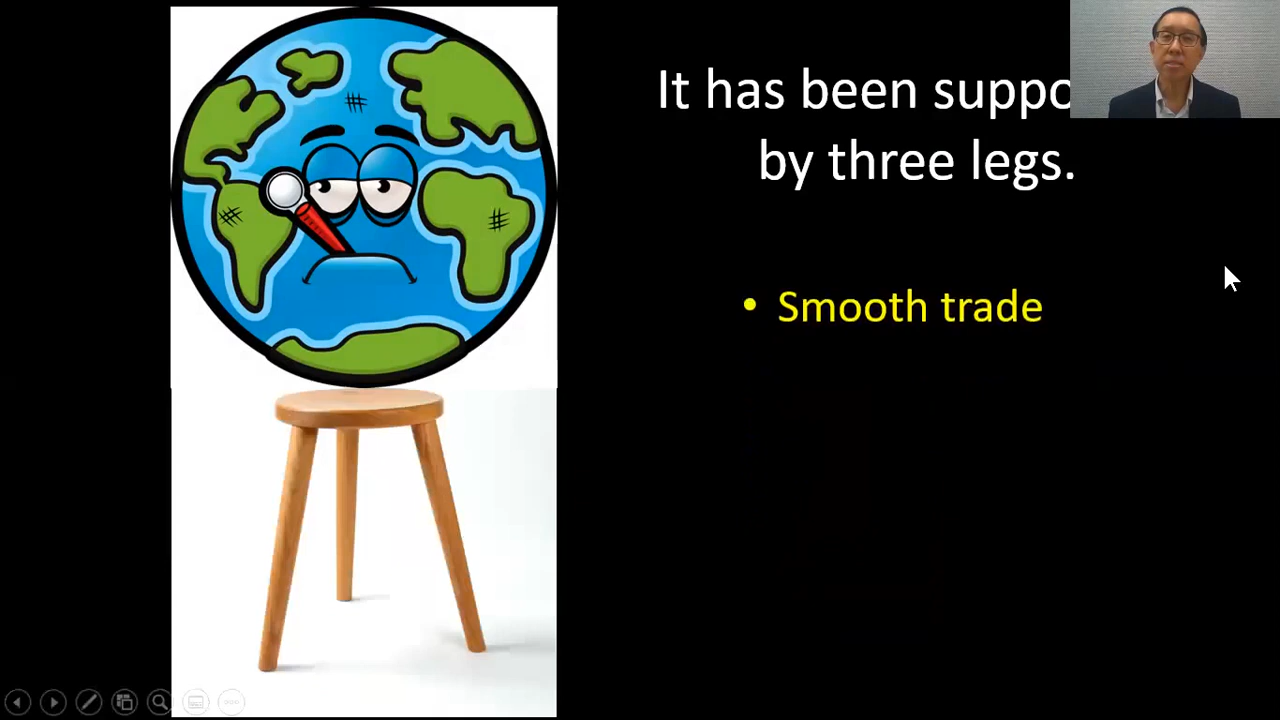 It has been suppo
by three legs.
• Smooth trade